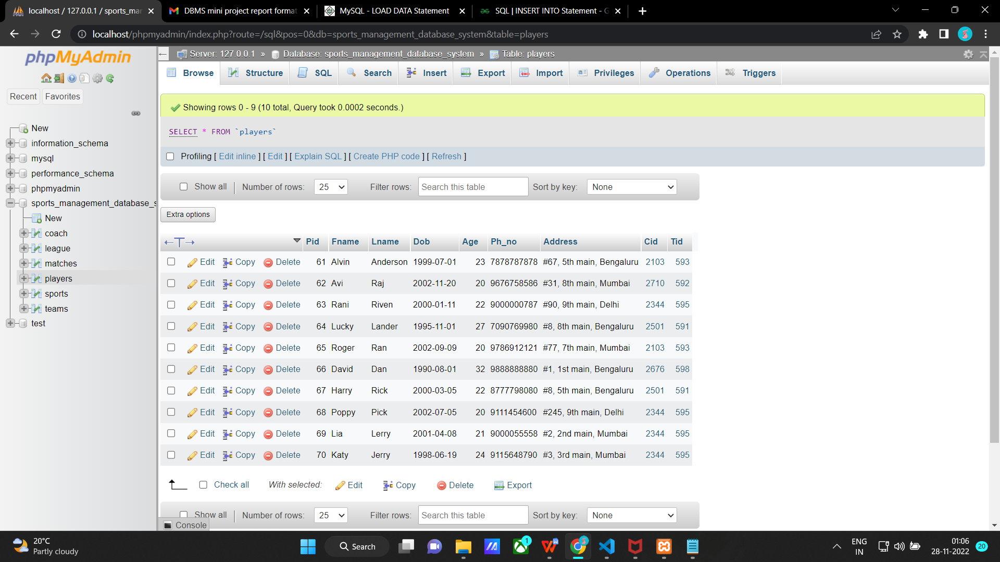 localhost / 127.0.0.1 / sports_mar
DBMS mini project report format
MySQL - LOAD DATA Statement
SQL | INSERT INTO Statement - G
localhost/phpmyadmin/index.php?route=/sql&pos=0&db=sports_management_database_system&table=players
phpMyAdmin
Recent Favorites
New
information_schema
mysql
performance_schema
phpmyadmin
sports_management_database_s
New
coach
league
matches
players
sports
teams
test
Server: 127.0.0.1 » Database: sports_management_database_system » Table: players
Browse Structure SQL Search Insert Export Import Privileges Operations Triggers
Showing rows 0 - 9 (10 total, Query took 0.0002 seconds.)
SELECT * FROM `players`
Profiling [ Edit inline ] [ Edit ] [ Explain SQL ] [ Create PHP code ] [ Refresh ]
Show all | Number of rows: 25 Filter rows: Search this table Sort by key: None
Extra options
←T→ Pid Fname Lname Dob Age Ph_no Address Cid Tid
Edit Copy Delete 61 Alvin Anderson 1999-07-01 23 7878787878 #67, 5th main, Bengaluru 2103 593
Edit Copy Delete 62 Avi Raj 2002-11-20 20 9676758586 #31, 8th main, Mumbai 2710 592
Edit Copy Delete 63 Rani Riven 2000-01-11 22 9000000787 #90, 9th main, Delhi 2344 595
Edit Copy Delete 64 Lucky Lander 1995-11-01 27 7090769980 #8, 8th main, Bengaluru 2501 591
Edit Copy Delete 65 Roger Ran 2002-09-09 20 9786912121 #77, 7th main, Mumbai 2103 593
Edit Copy Delete 66 David Dan 1990-08-01 32 9888888880 #1, 1st main, Bengaluru 2676 598
Edit Copy Delete 67 Harry Rick 2000-03-05 22 8777798080 #8, 5th main, Bengaluru 2501 591
Edit Copy Delete 68 Poppy Pick 2002-07-05 20 9111454600 #245, 9th main, Delhi 2344 595
Edit Copy Delete 69 Lia Lerry 2001-04-08 21 9000055558 #2, 2nd main, Mumbai 2344 595
Edit Copy Delete 70 Katy Jerry 1998-06-19 24 9115648790 #3, 3rd main, Mumbai 2344 595
Check all With selected: Edit Copy Delete Export
Show all | Number of rows: 25 Filter rows: Search this table Sort by key: None
Console
20°C
Partly cloudy
Search
1
ENG
IN
01:06
28-11-2022
20